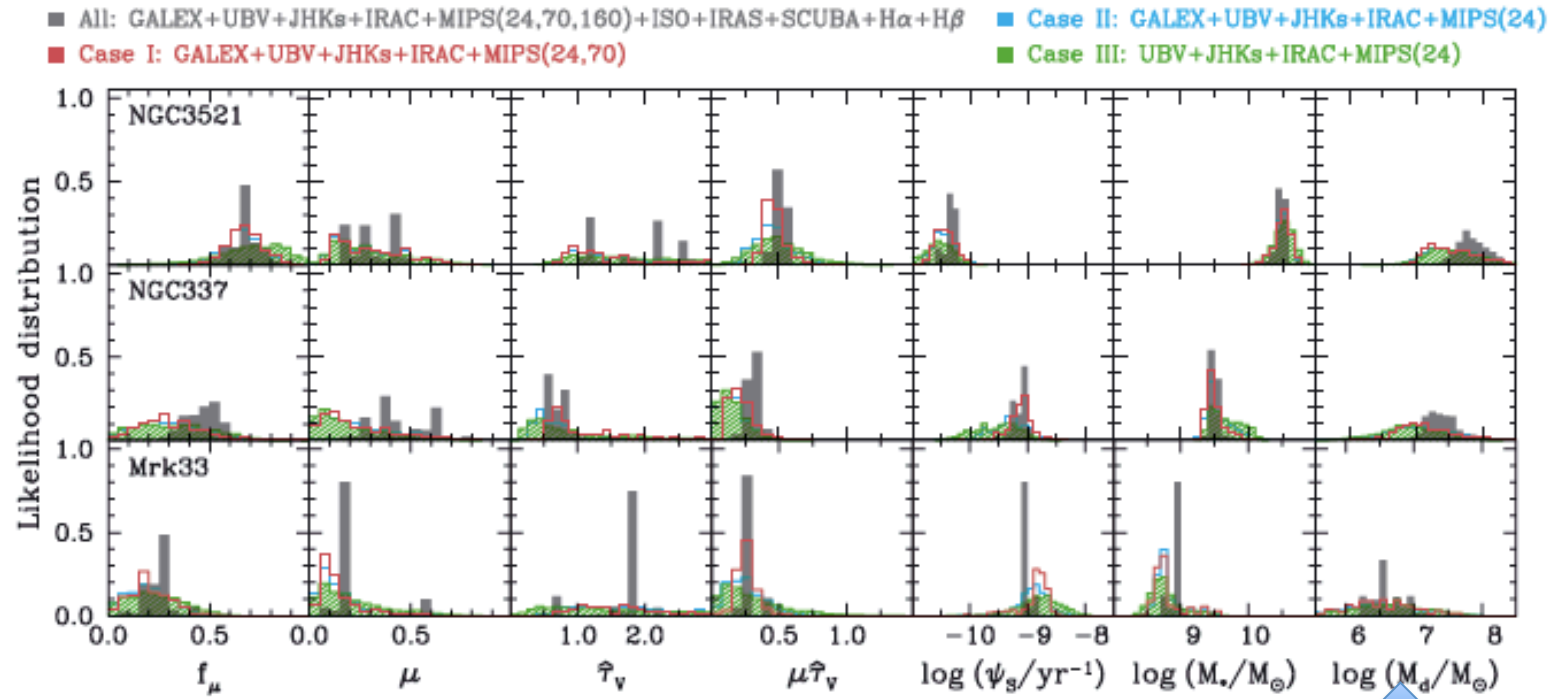 All: GALEX+UBV+JHKs+IRAC+MIPS(24,70,160)+ISO+IRAS+SCUBA+Hα+Hβ
Case II: GALEX+UBV+JHKs+IRAC+MIPS(24)
Case I: GALEX+UBV+JHKs+IRAC+MIPS(24,70)
Case III: UBV+JHKs+IRAC+MIPS(24)
Likelihood distribution
1.0
NGC3521
0.5
1.0
NGC337
0.5
1.0
Mrk33
0.5
0.0
0.0 0.5 0.0 0.5 1.0 2.0 0.5 1.0 −10 −9 −8 9 10 6 7 8
f_μ μ τ̂_V μτ̂_V log (ψ_S/yr⁻¹) log (M_*/M_⊙) log (M_d/M_⊙)